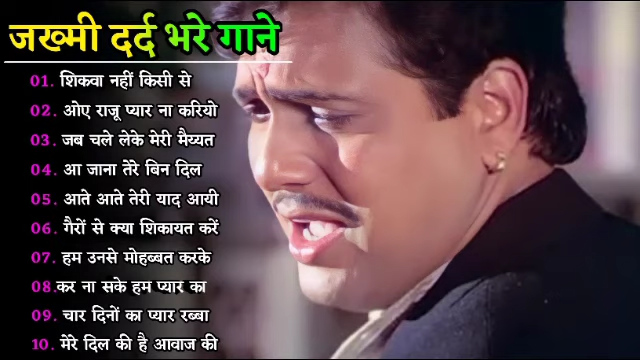 जख्मी दर्द भरे गाने
01. शिकवा नहीं किसी से
02. ओए राजू प्यार ना करियो
03. जब चले लेके मेरी मैय्यत
04. आ जाना तेरे बिन दिल
05. आते आते तेरी याद आयी
06. गैरों से क्या शिकायत करें
07. हम उनसे मोहब्बत करके
08.कर ना सके हम प्यार का
09. चार दिनों का प्यार रब्बा
10. मेरे दिल की है आवाज की